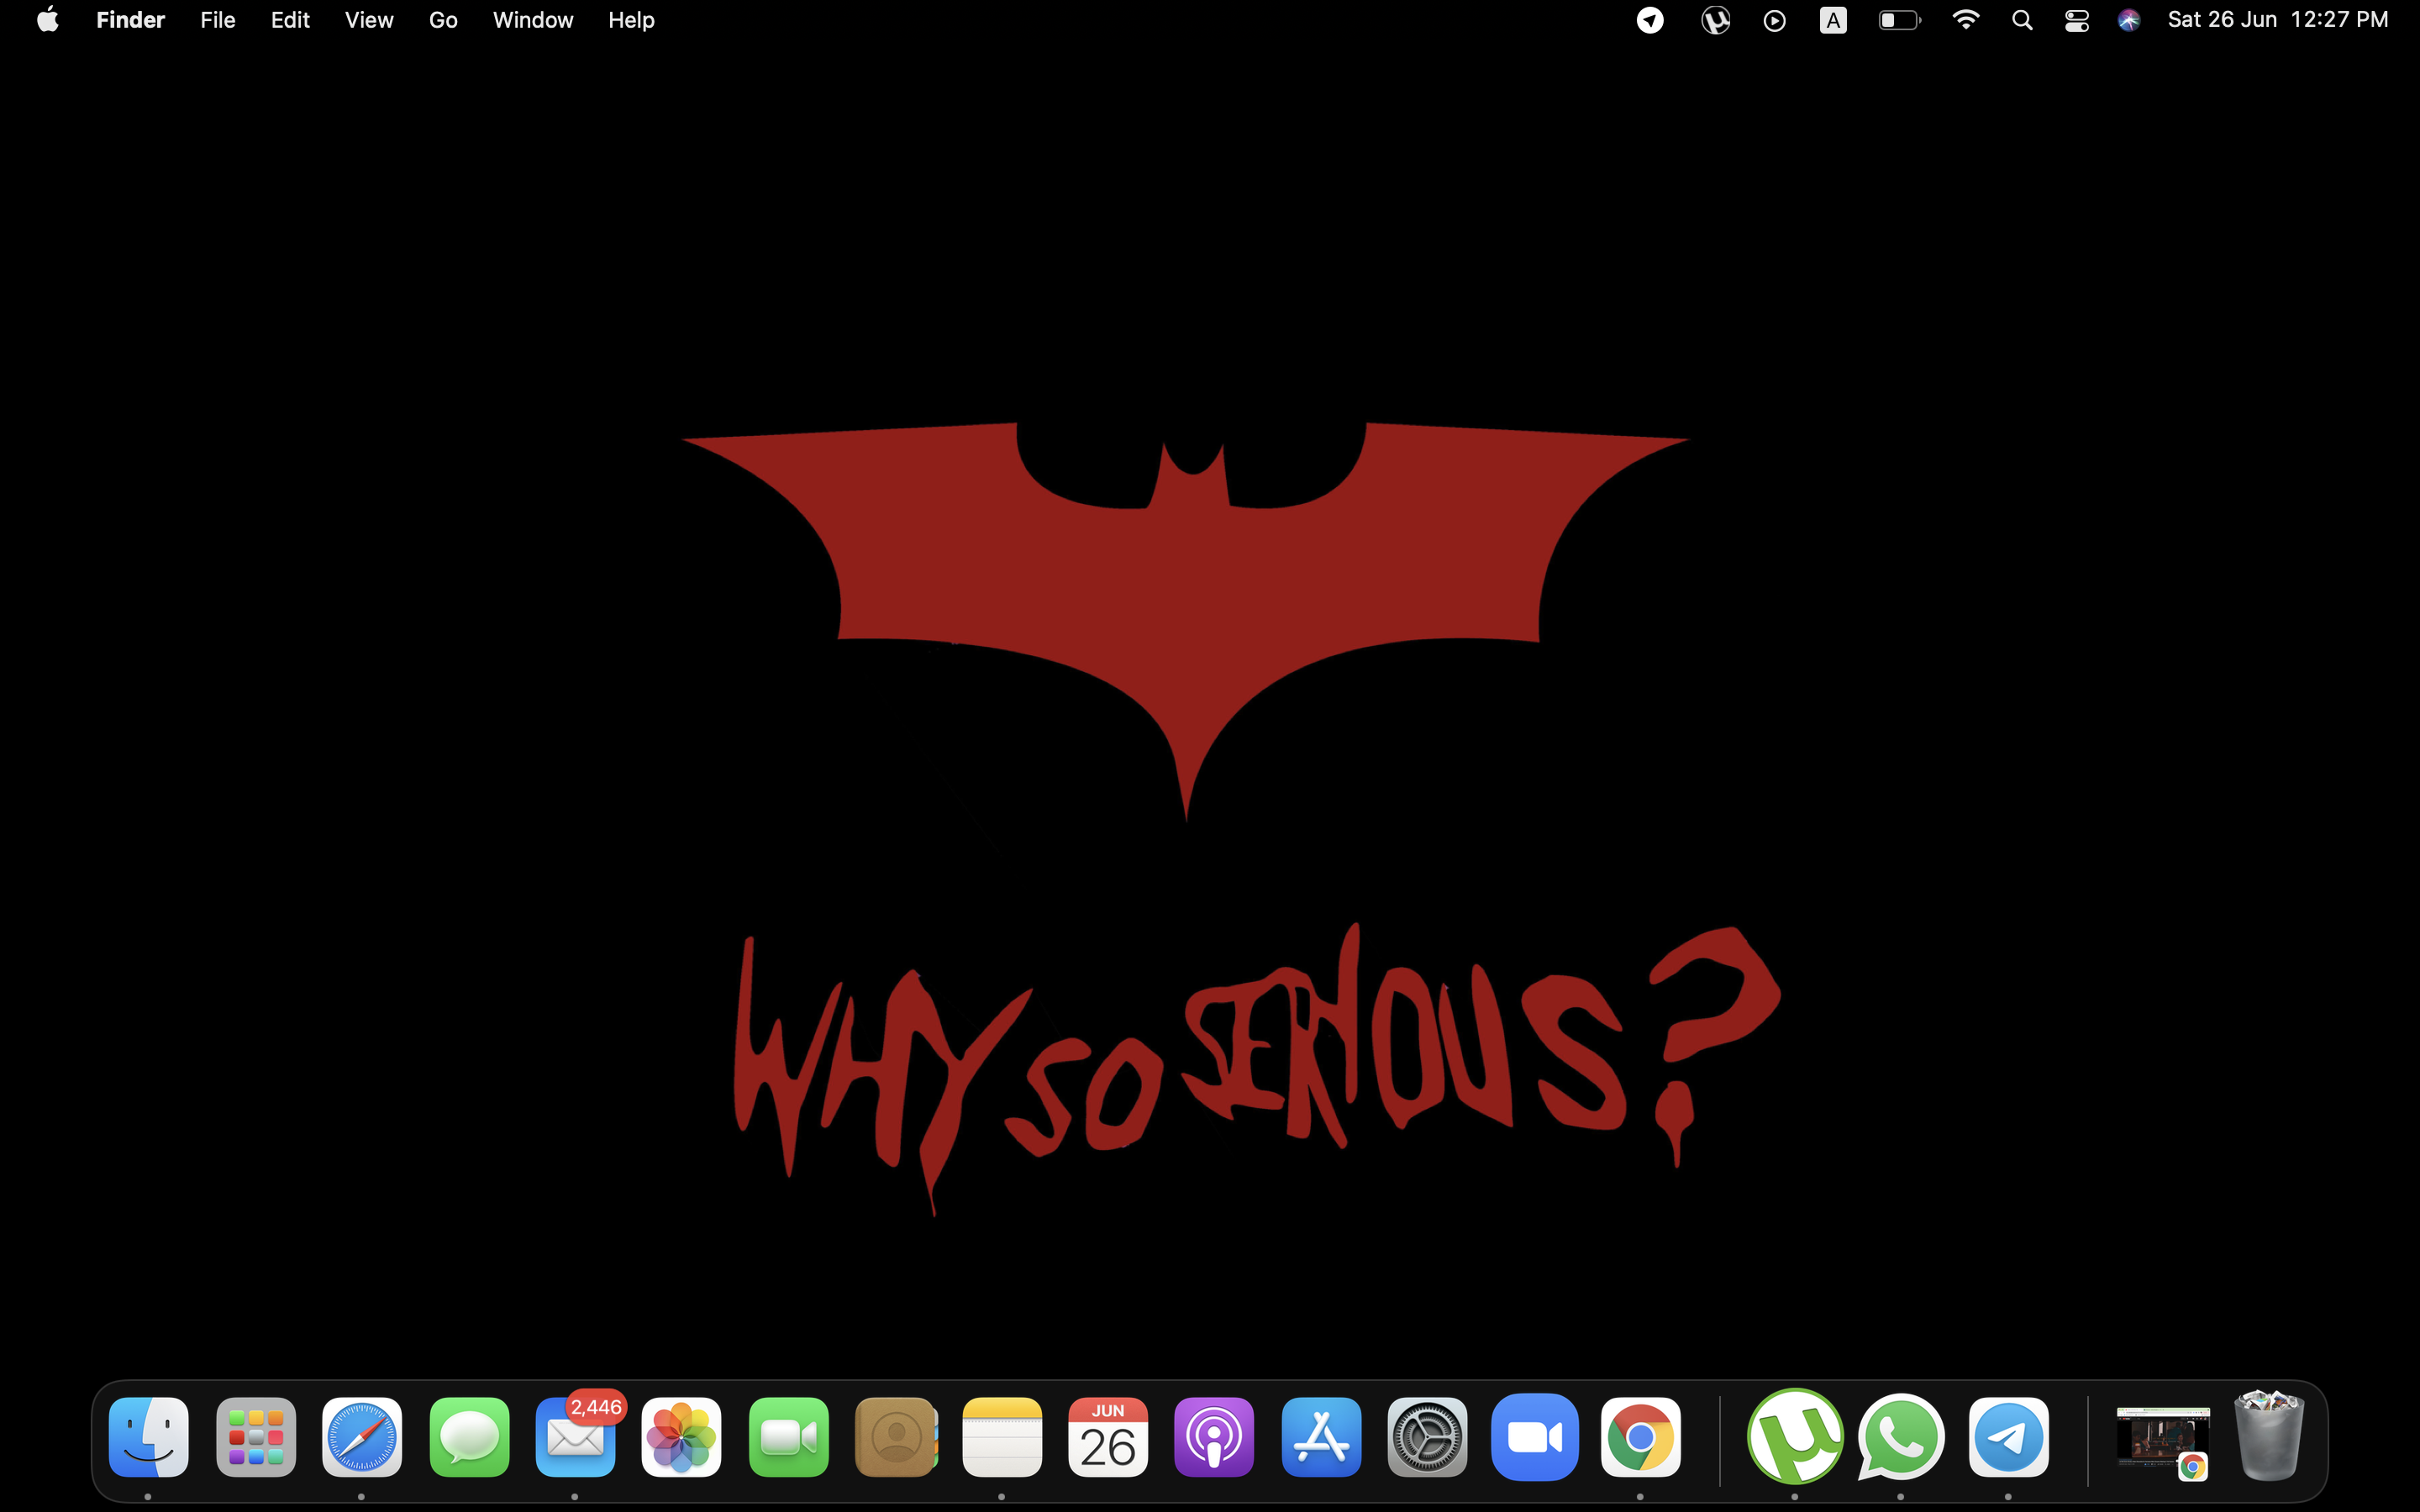 Finder File Edit View Go Window Help A Sat 26 Jun 12:27 PM
WHY SO SERIOUS?
2,446
JUN
26